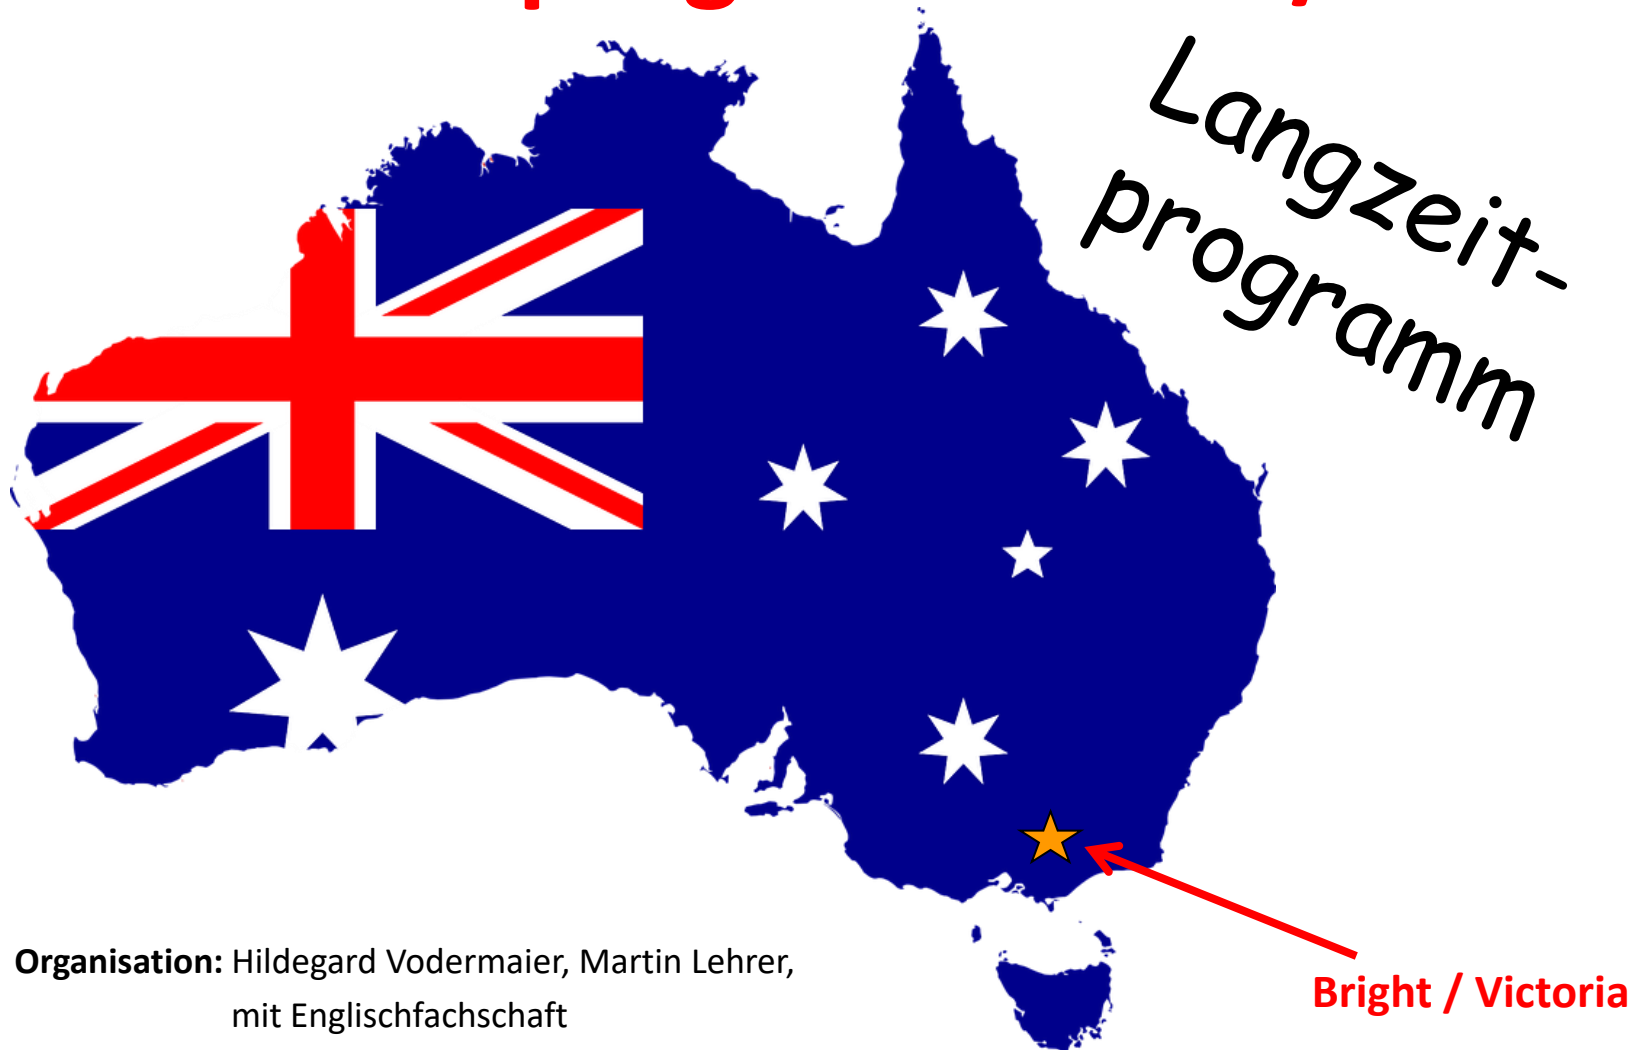 Langzeit-
programm
Organisation: Hildegard Vodermaier, Martin Lehrer,
mit Englischfachschaft
Bright / Victoria